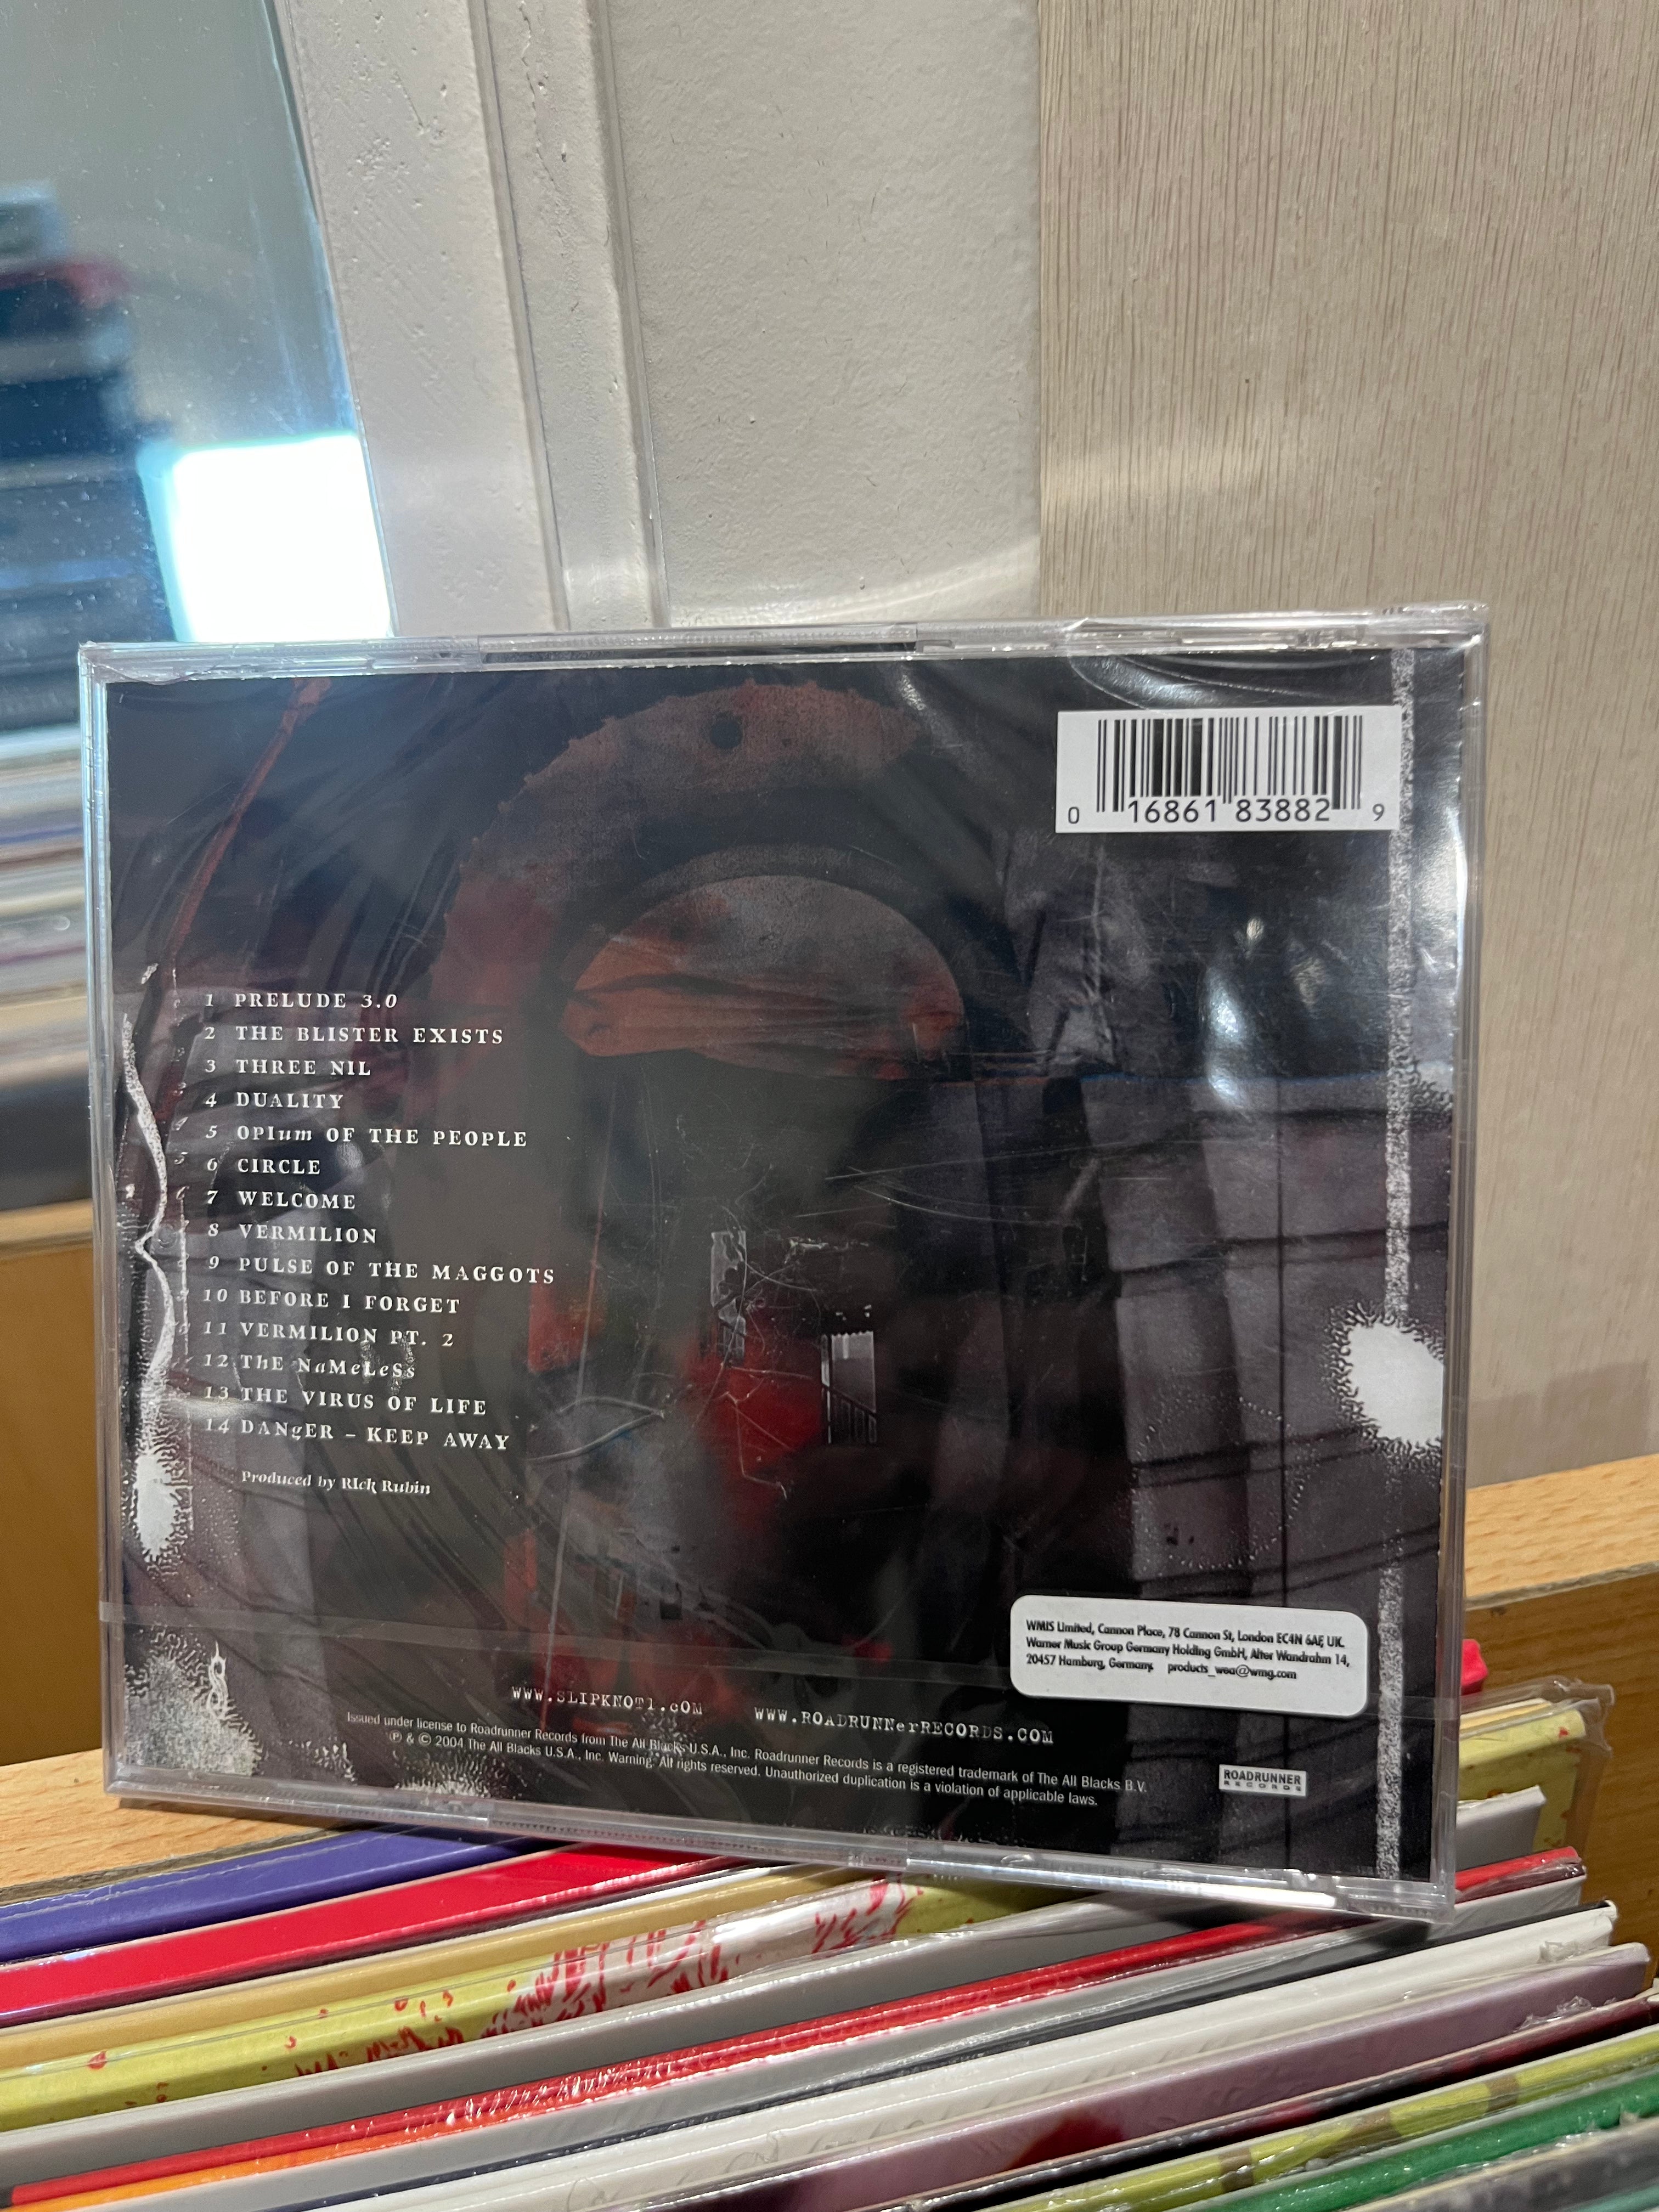 0 16861 83882 9
1 PRELUDE 3.0
2 THE BLISTER EXISTS
3 THREE NIL
4 DUALITY
5 OPIum OF THE PEOPLE
6 CIRCLE
7 WELCOME
8 VERMILION
9 PULSE OF THE MAGGOTS
10 BEFORE I FORGET
11 VERMILION PT. 2
12 ThE NaMeLeSs
13 THE VIRUS OF LIFE
14 DANgER – KEEP AWAY
Produced by RIck Rubin
WMIS Limited, Cannon Place, 78 Cannon St, London EC4N 6AF, UK.
Warner Music Group Germany Holding GmbH, Alter Wandrahm 14,
20457 Hamburg, Germany. products_wea@wmg.com
WWW.SLIPKNOT1.cOM WWW.ROADRUNNerRECORDS.COM
Issued under license to Roadrunner Records from The All Blacks U.S.A., Inc. Roadrunner Records is a registered trademark of The All Blacks B.V.
℗ & © 2004 The All Blacks U.S.A., Inc. Warning: All rights reserved. Unauthorized duplication is a violation of applicable laws.
ROADRUNNER
RECORDS